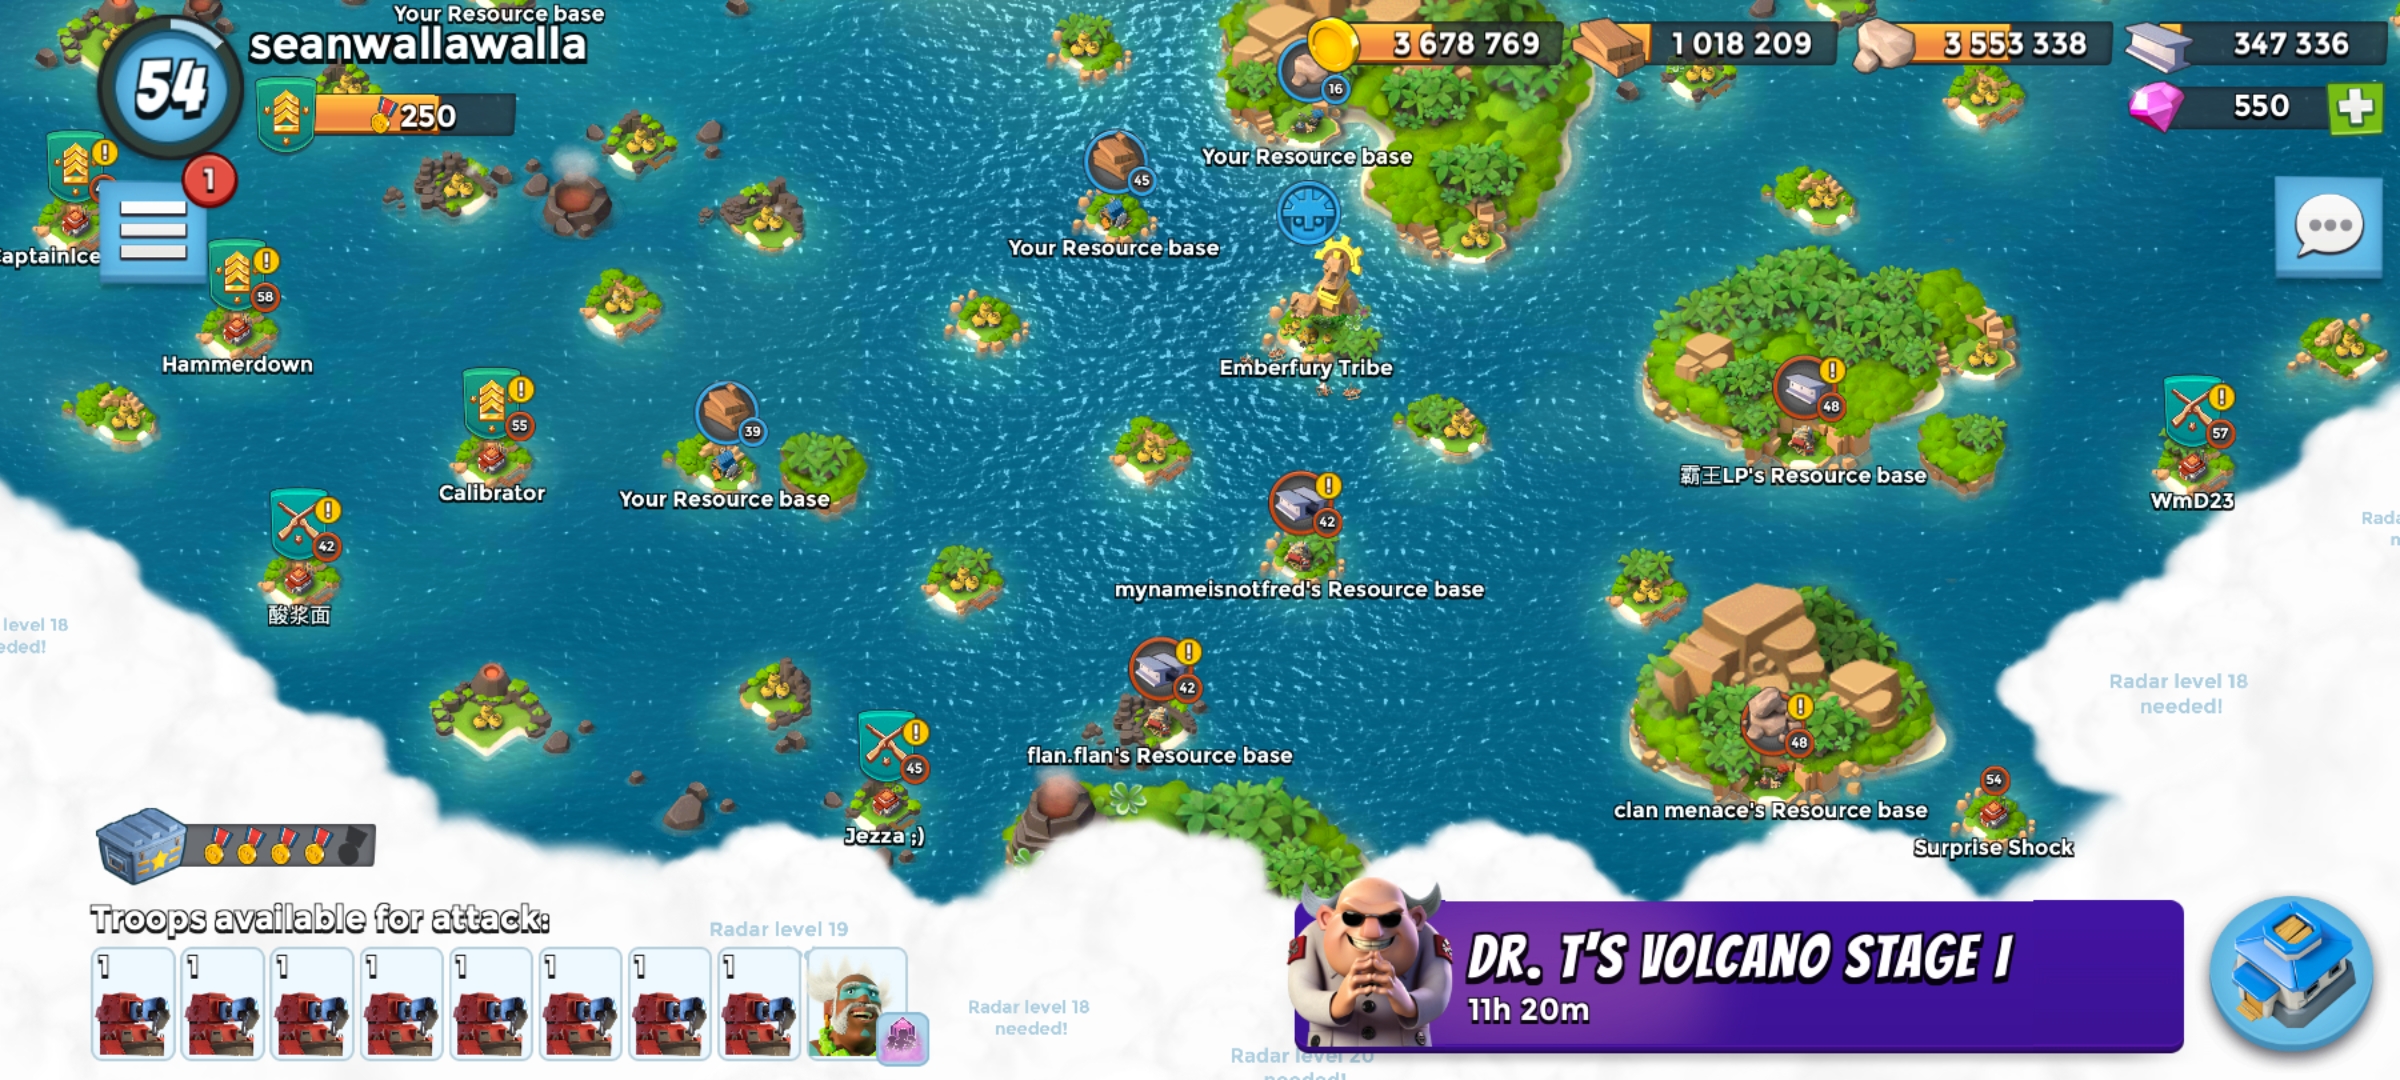 Your Resource base
seanwallawalla
54
250
3 678 769
1 018 209
3 553 338
347 336
550
1
16
Your Resource base
45
Your Resource base
Captainice
58
Hammerdown
Emberfury Tribe
55
Calibrator
39
Your Resource base
48
霸王LP's Resource base
57
WmD23
42
酸浆面
42
mynameisnotfred's Resource base
level 18
Radar level 18
needed!
42
flan.flan's Resource base
45
Jezza ;)
48
clan menace's Resource base
54
Surprise Shock
Troops available for attack:
1 1 1 1 1 1 1 1
Radar level 19
Radar level 18
needed!
Radar level 20
needed!
DR. T'S VOLCANO STAGE I
11h 20m